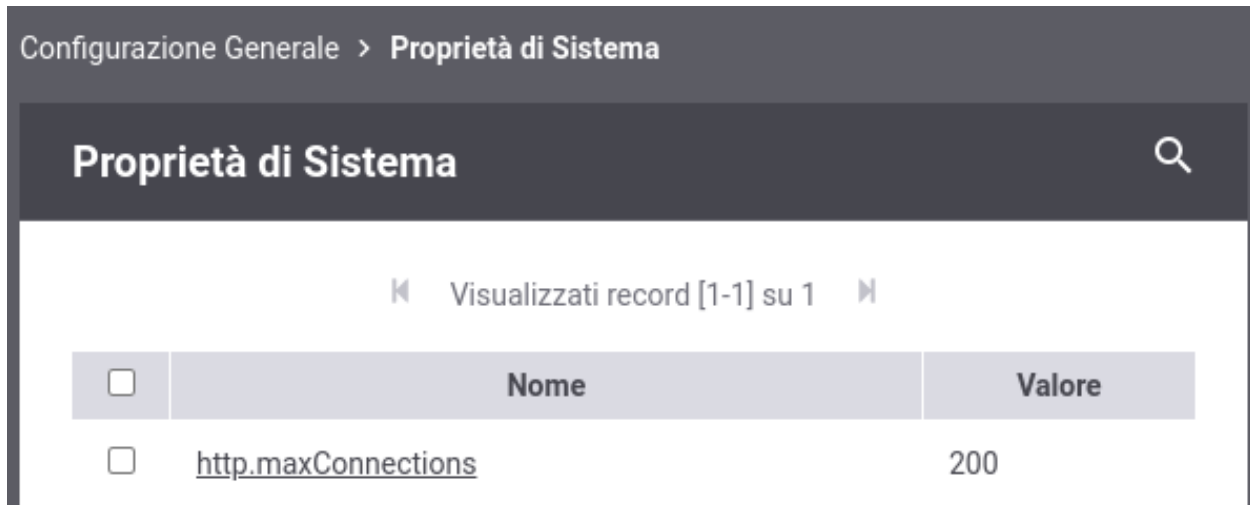 Configurazione Generale > Proprietà di Sistema
Proprietà di Sistema
Visualizzati record [1-1] su 1
Nome Valore
http.maxConnections 200